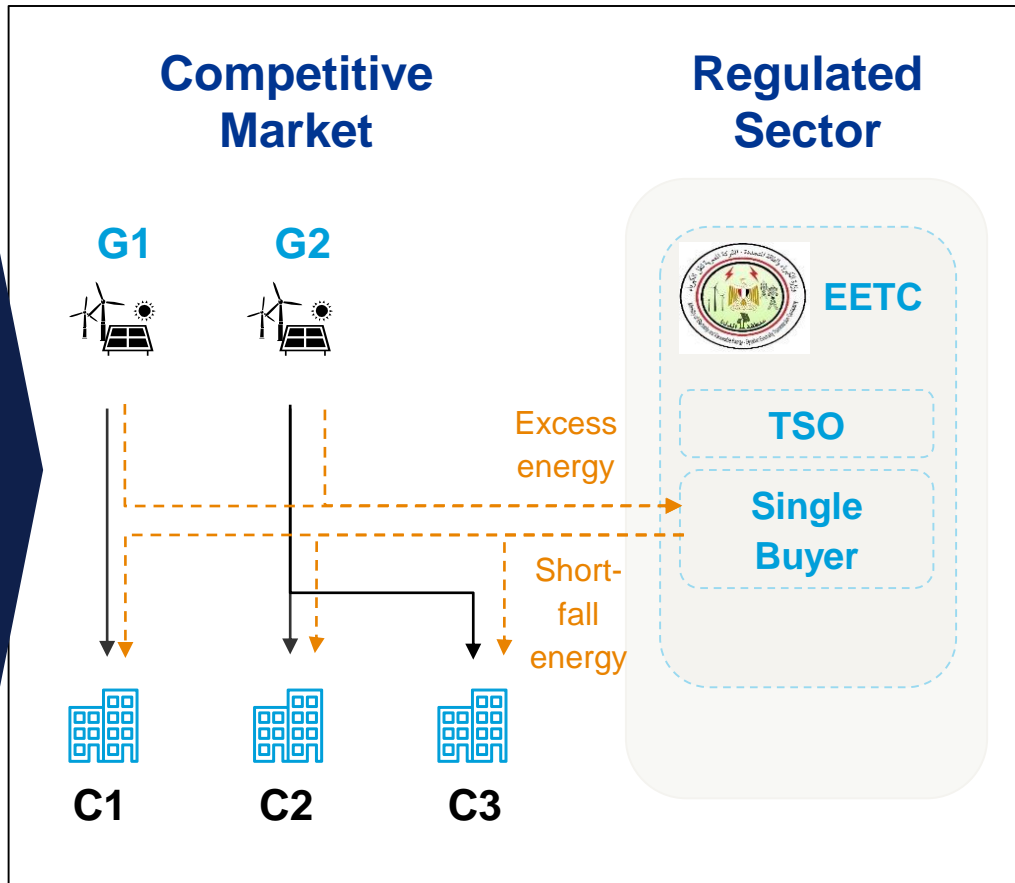 Competitive
Market
Regulated
Sector
G1
G2
EETC
TSO
Excess
energy
Single
Buyer
Short-
fall
energy
C1
C2
C3